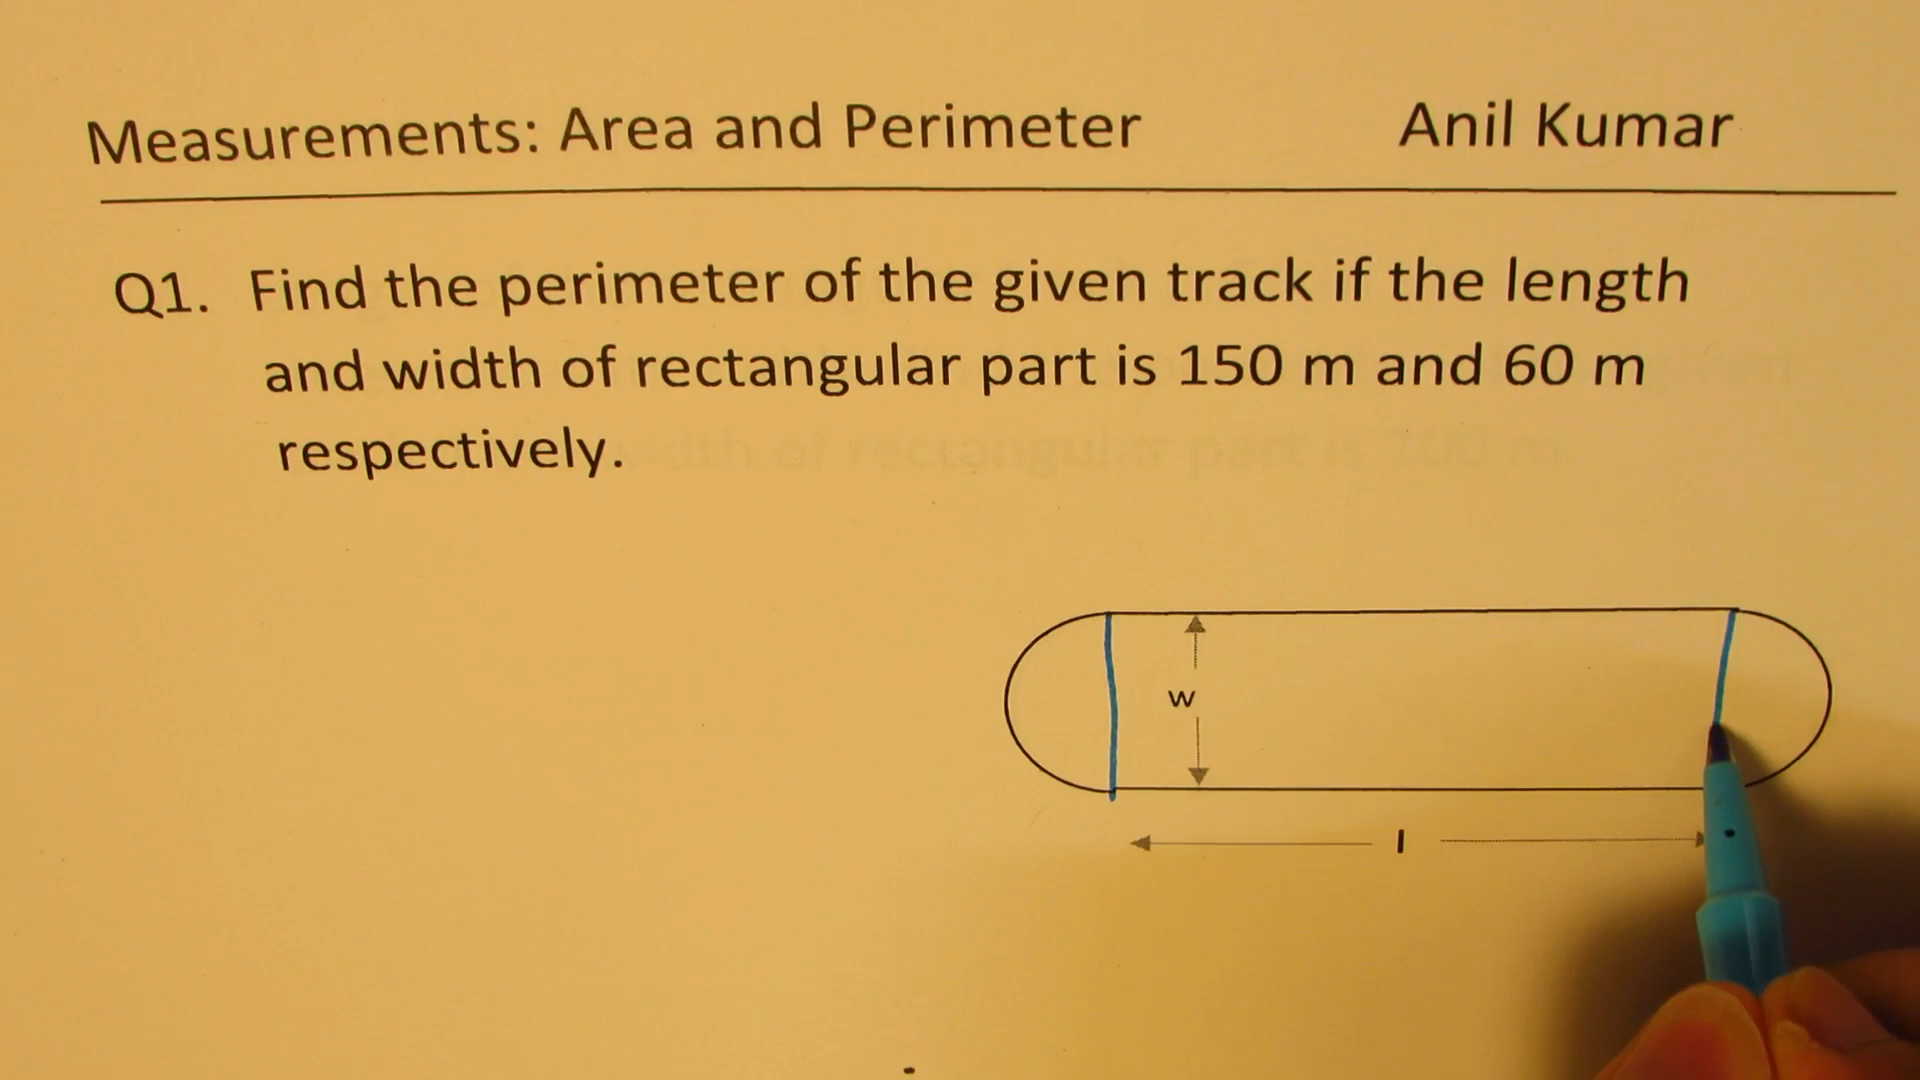 Measurements: Area and Perimeter Anil Kumar
Q1. Find the perimeter of the given track if the length
and width of rectangular part is 150 m and 60 m
respectively.
w
l